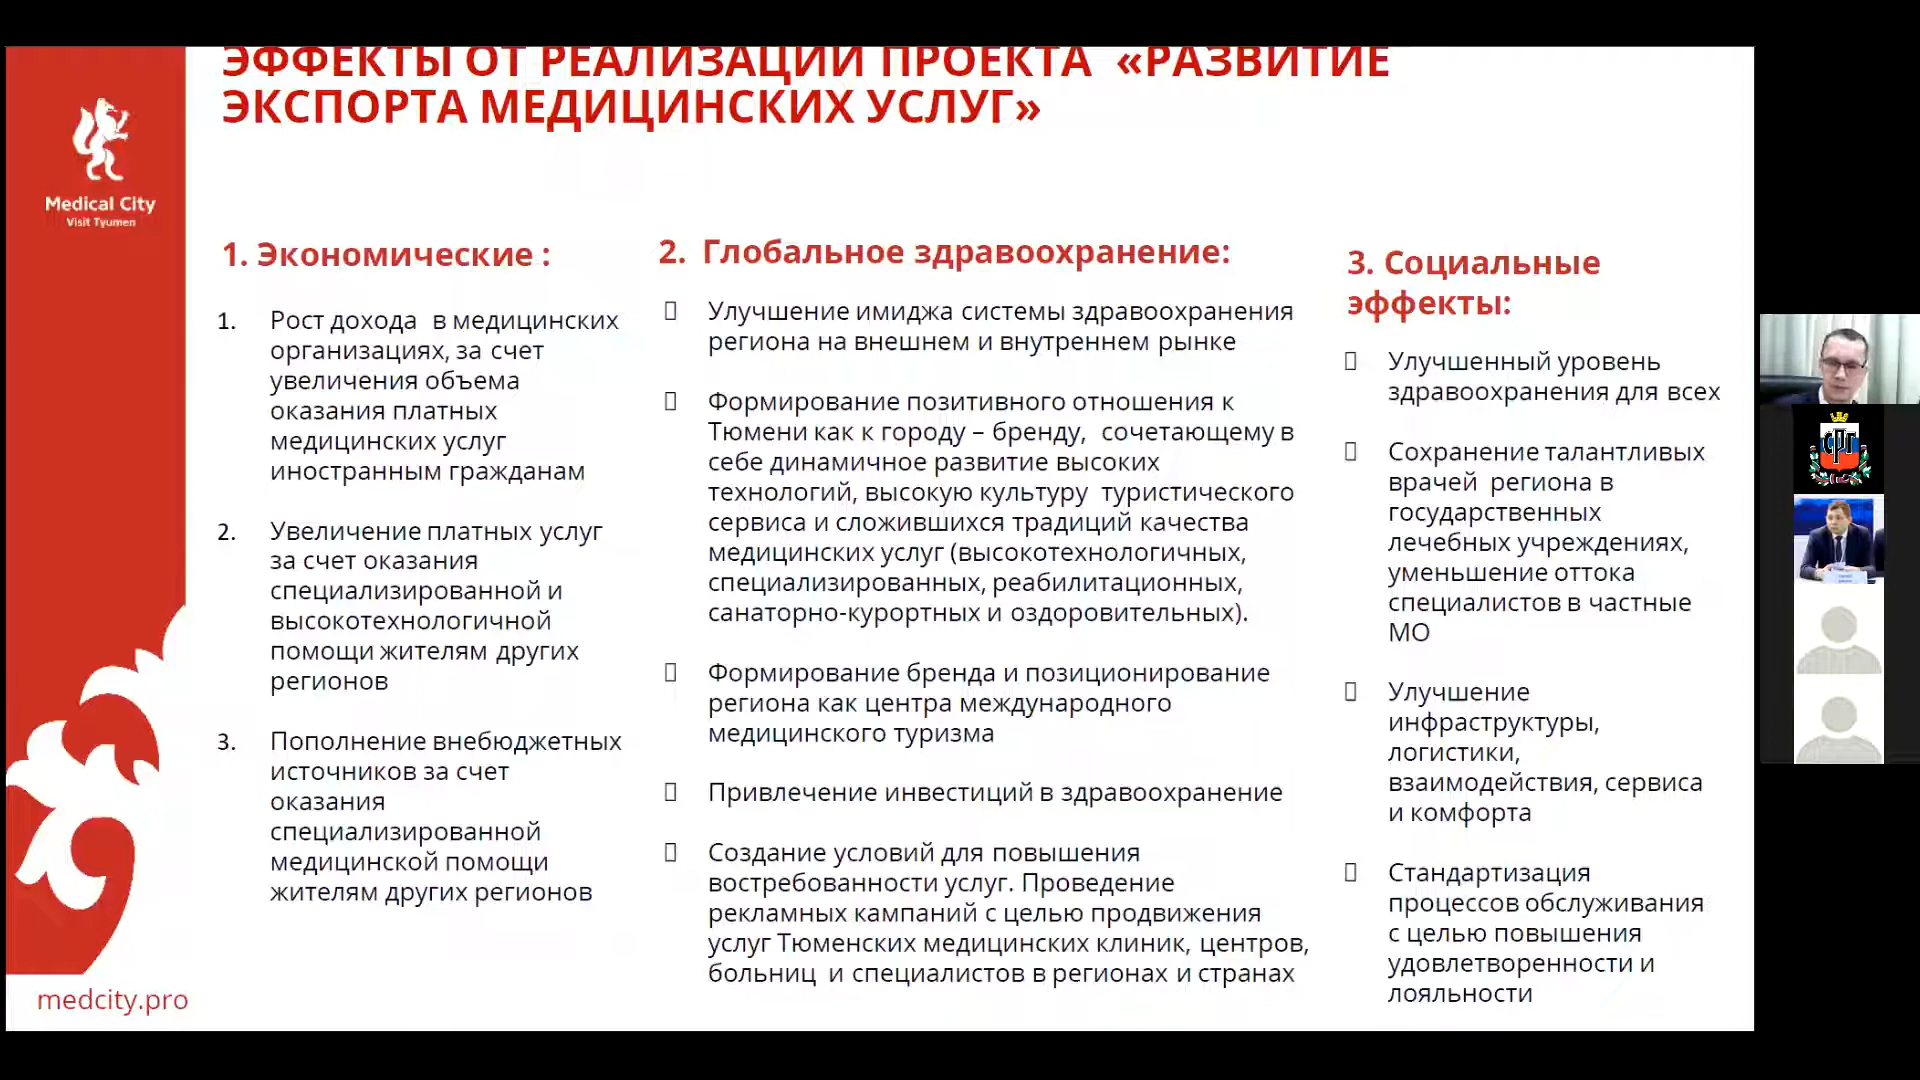 ЭФФЕКТЫ ОТ РЕАЛИЗАЦИИ ПРОЕКТА «РАЗВИТИЕ
ЭКСПОРТА МЕДИЦИНСКИХ УСЛУГ»
Medical City
Visit Tyumen
1. Экономические :
1. Рост дохода в медицинских
организациях, за счет
увеличения объема
оказания платных
медицинских услуг
иностранным гражданам
2. Увеличение платных услуг
за счет оказания
специализированной и
высокотехнологичной
помощи жителям других
регионов
3. Пополнение внебюджетных
источников за счет
оказания
специализированной
медицинской помощи
жителям других регионов
2. Глобальное здравоохранение:
Улучшение имиджа системы здравоохранения
региона на внешнем и внутреннем рынке
Формирование позитивного отношения к
Тюмени как к городу – бренду, сочетающему в
себе динамичное развитие высоких
технологий, высокую культуру туристического
сервиса и сложившихся традиций качества
медицинских услуг (высокотехнологичных,
специализированных, реабилитационных,
санаторно-курортных и оздоровительных).
Формирование бренда и позиционирование
региона как центра международного
медицинского туризма
Привлечение инвестиций в здравоохранение
Создание условий для повышения
востребованности услуг. Проведение
рекламных кампаний с целью продвижения
услуг Тюменских медицинских клиник, центров,
больниц и специалистов в регионах и странах
3. Социальные
эффекты:
Улучшенный уровень
здравоохранения для всех
Сохранение талантливых
врачей региона в
государственных
лечебных учреждениях,
уменьшение оттока
специалистов в частные
МО
Улучшение
инфраструктуры,
логистики,
взаимодействия, сервиса
и комфорта
Стандартизация
процессов обслуживания
с целью повышения
удовлетворенности и
лояльности
medcity.pro